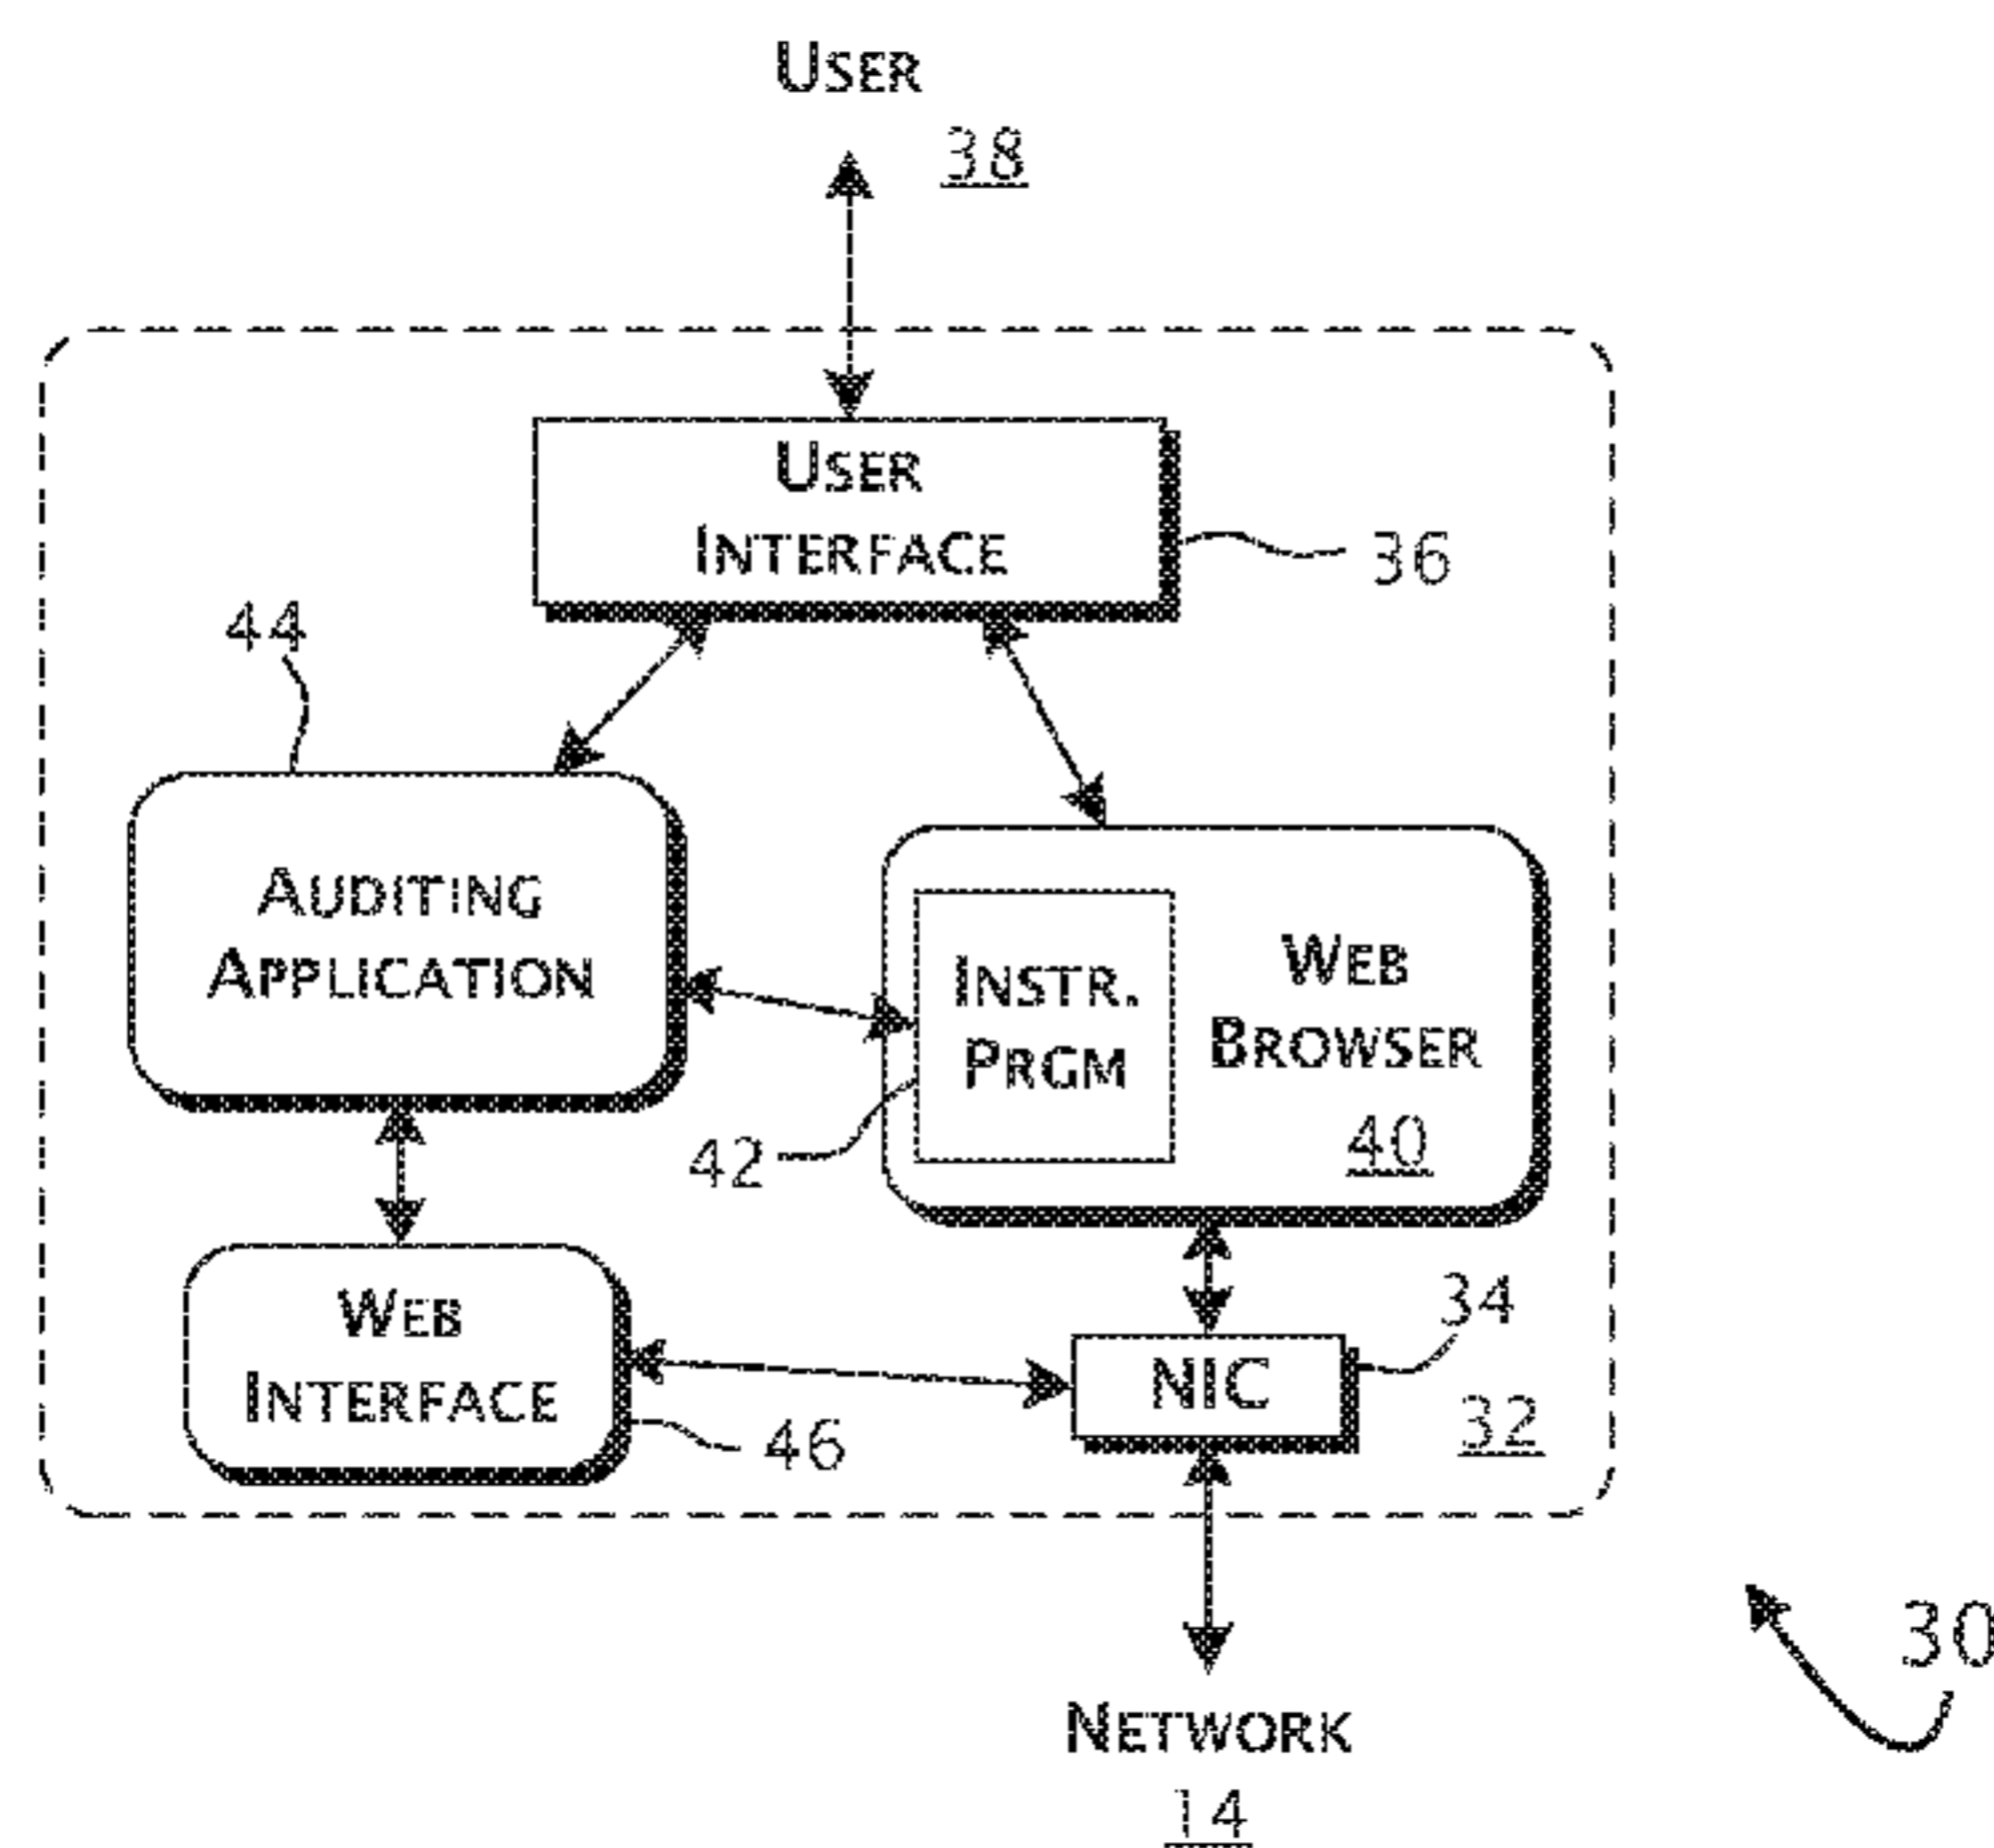 USER
38
USER
INTERFACE
36
44
AUDITING
APPLICATION
INSTR.
PRGM
WEB
BROWSER
40
42
WEB
INTERFACE
46
NIC
34
32
NETWORK
14
30